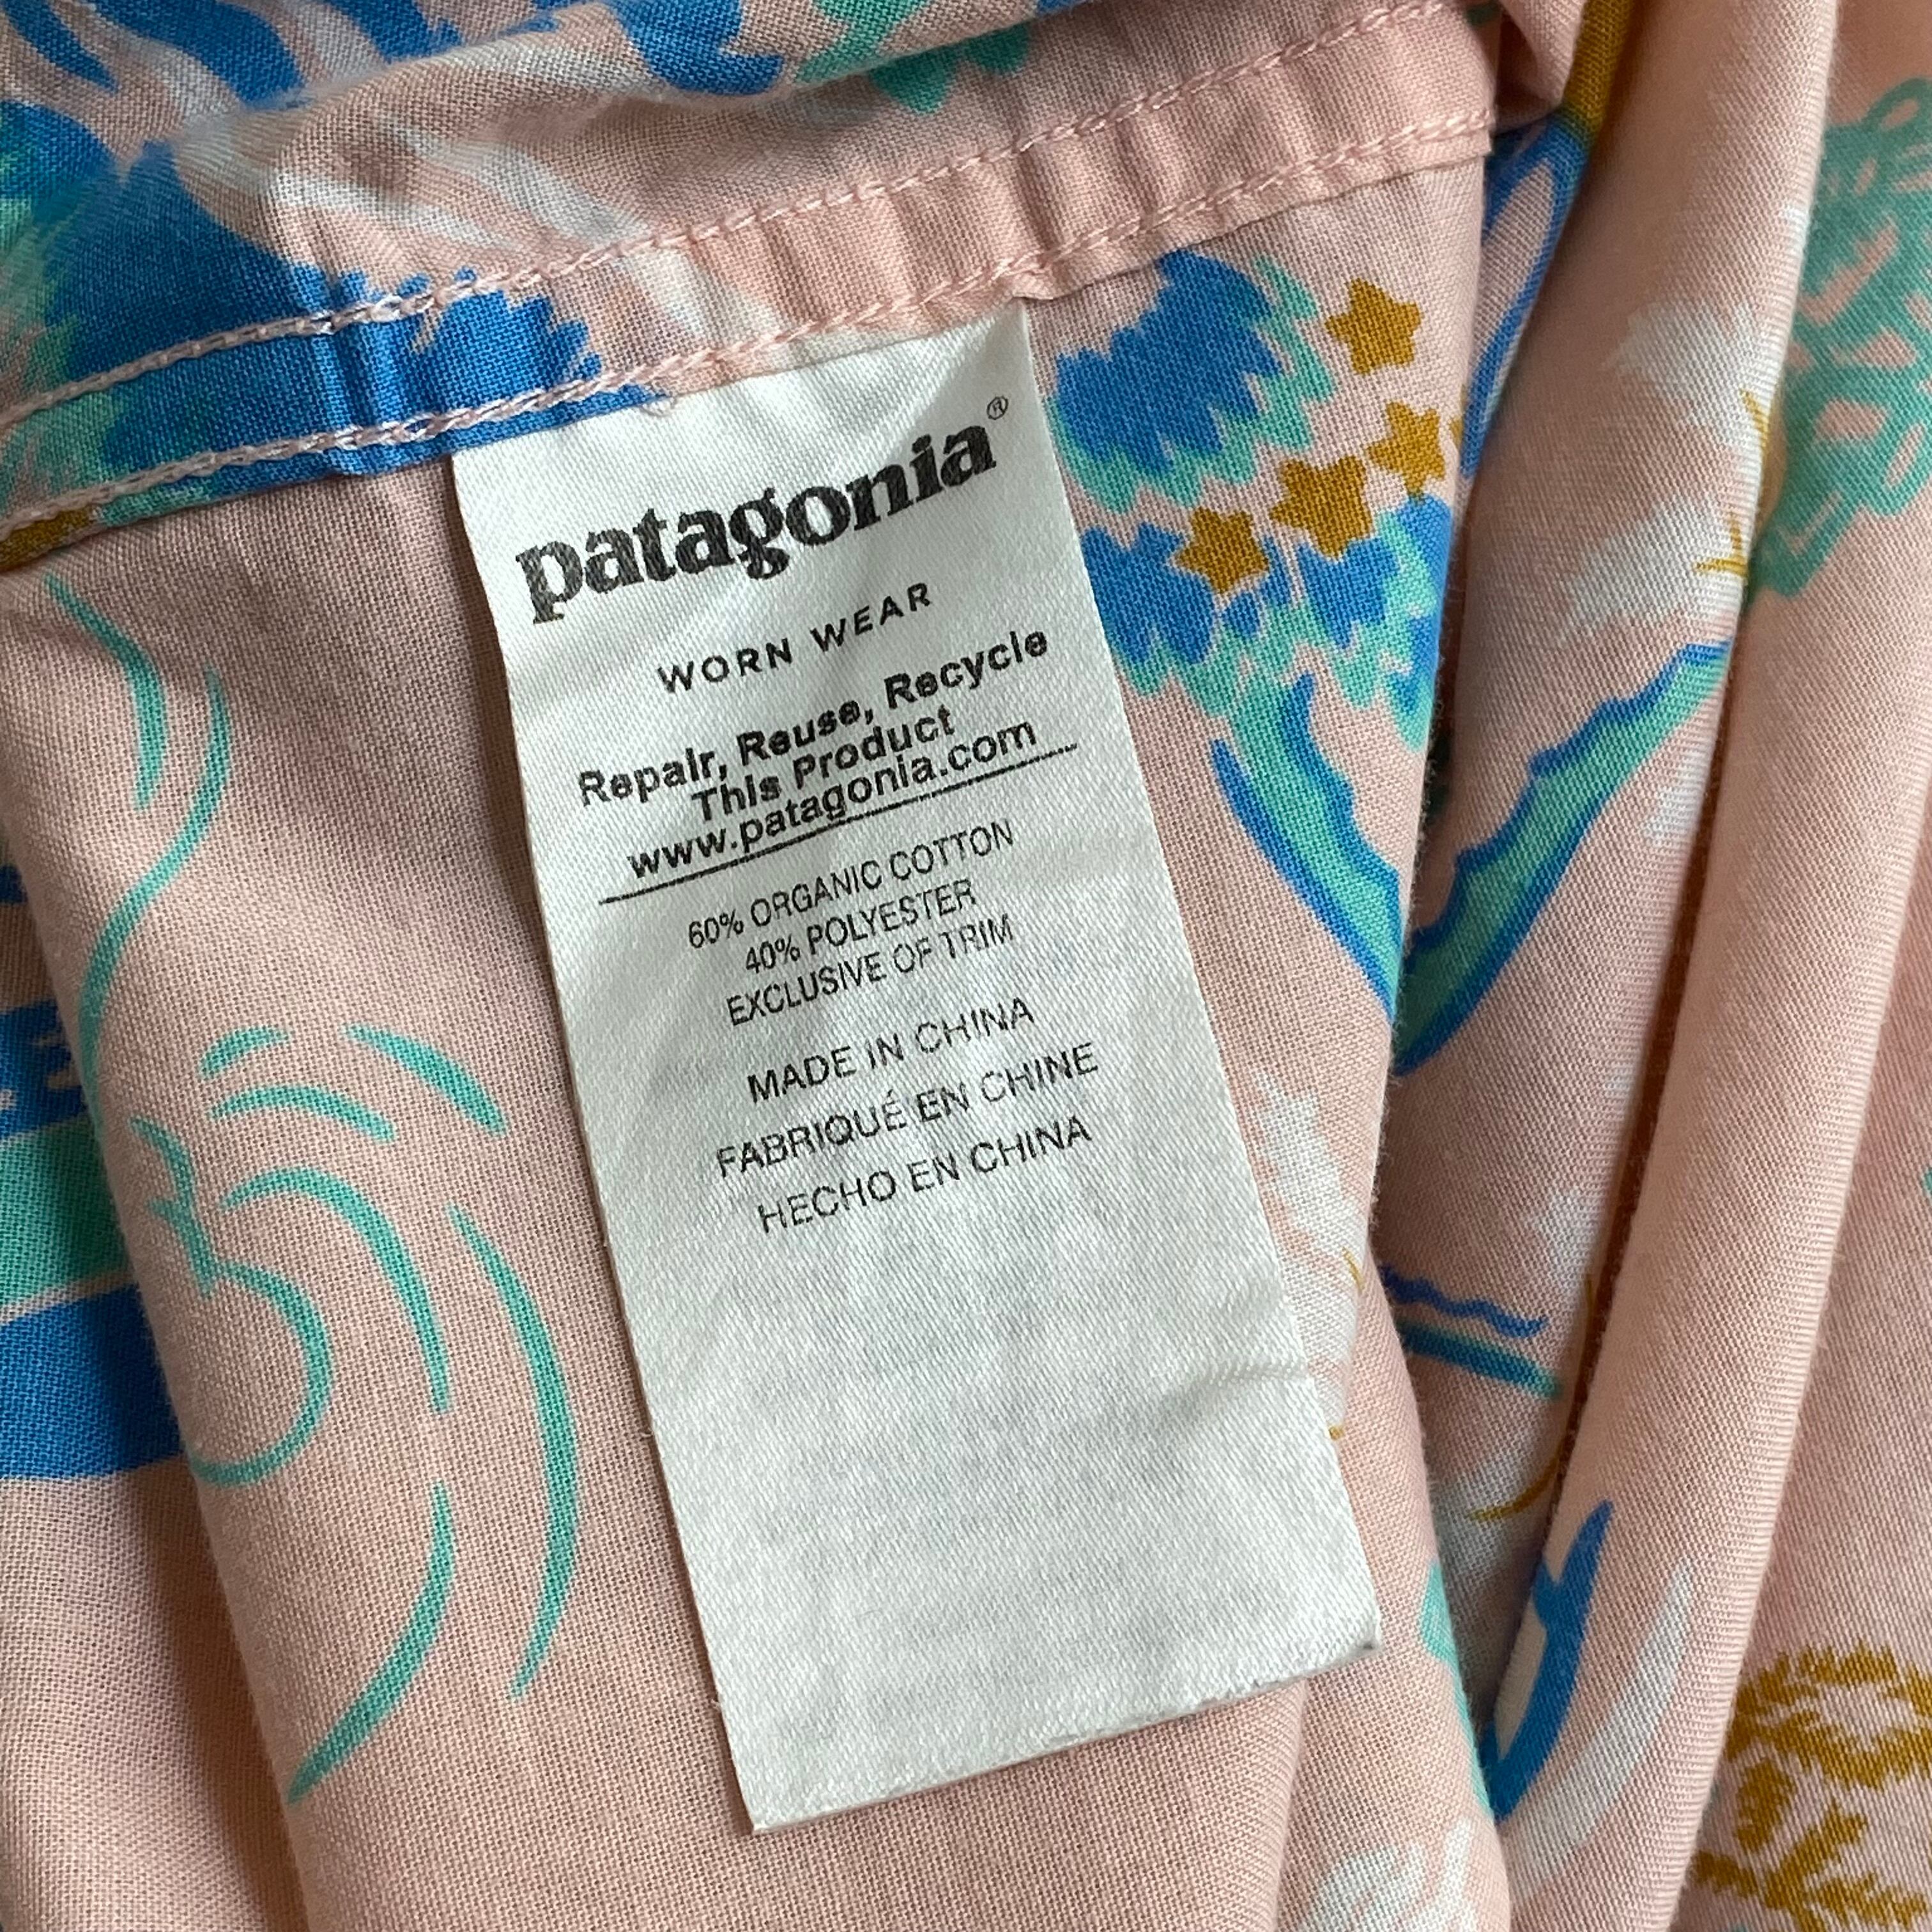 patagonia®
WORN WEAR
Repair, Reuse, Recycle
This Product
www.patagonia.com
60% ORGANIC COTTON
40% POLYESTER
EXCLUSIVE OF TRIM
MADE IN CHINA
FABRIQUÉ EN CHINE
HECHO EN CHINA